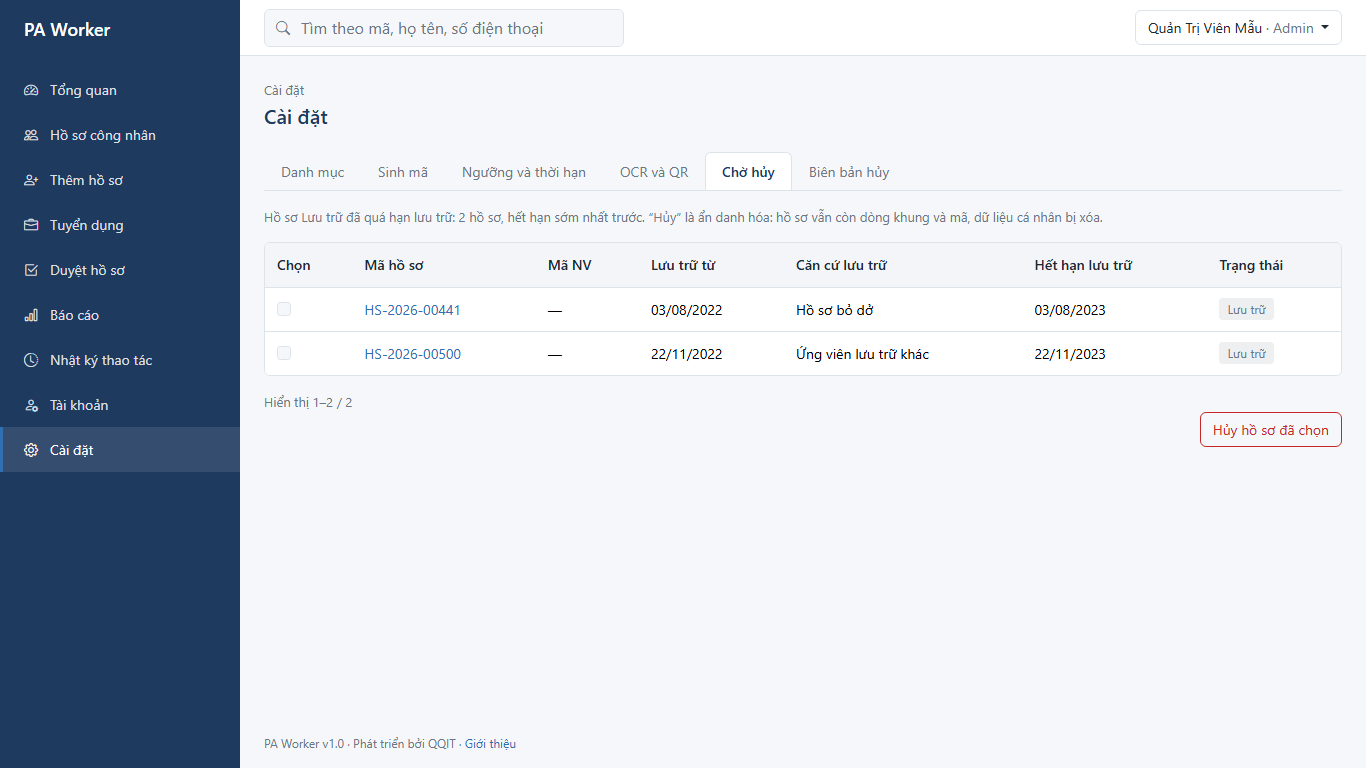 PA Worker
Tìm theo mã, họ tên, số điện thoại
Quản Trị Viên Mẫu · Admin
Tổng quan
Hồ sơ công nhân
Thêm hồ sơ
Tuyển dụng
Duyệt hồ sơ
Báo cáo
Nhật ký thao tác
Tài khoản
Cài đặt
Cài đặt
Cài đặt
Danh mục Sinh mã Ngưỡng và thời hạn OCR và QR Chờ hủy Biên bản hủy
Hồ sơ Lưu trữ đã quá hạn lưu trữ: 2 hồ sơ, hết hạn sớm nhất trước. “Hủy” là ẩn danh hóa: hồ sơ vẫn còn dòng khung và mã, dữ liệu cá nhân bị xóa.
Chọn Mã hồ sơ Mã NV Lưu trữ từ Căn cứ lưu trữ Hết hạn lưu trữ Trạng thái
HS-2026-00441 — 03/08/2022 Hồ sơ bỏ dở 03/08/2023 Lưu trữ
HS-2026-00500 — 22/11/2022 Ứng viên lưu trữ khác 22/11/2023 Lưu trữ
Hiển thị 1–2 / 2
Hủy hồ sơ đã chọn
PA Worker v1.0 · Phát triển bởi QQIT · Giới thiệu